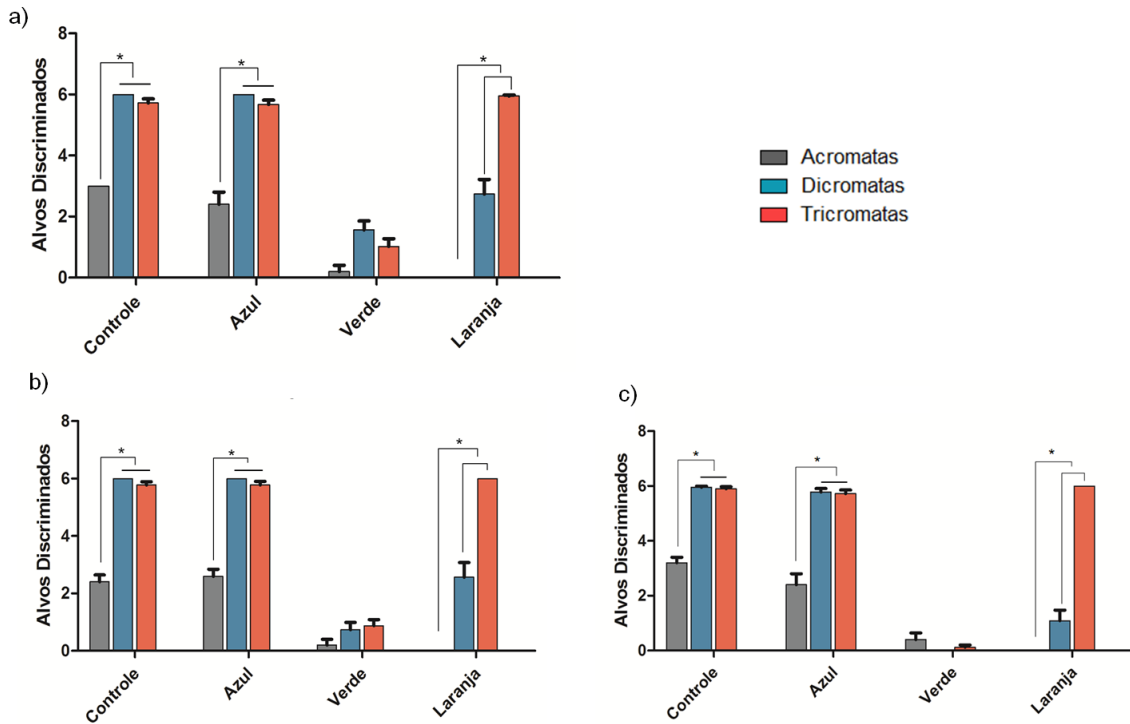 a)
Alvos Discriminados
8
6
4
2
0
*
*
*
Controle
Azul
Verde
Laranja
Acromatas
Dicromatas
Tricromatas
b)
Alvos Discriminados
8
6
4
2
0
*
*
*
Controle
Azul
Verde
Laranja
c)
Alvos Discriminados
8
6
4
2
0
*
*
*
Controle
Azul
Verde
Laranja